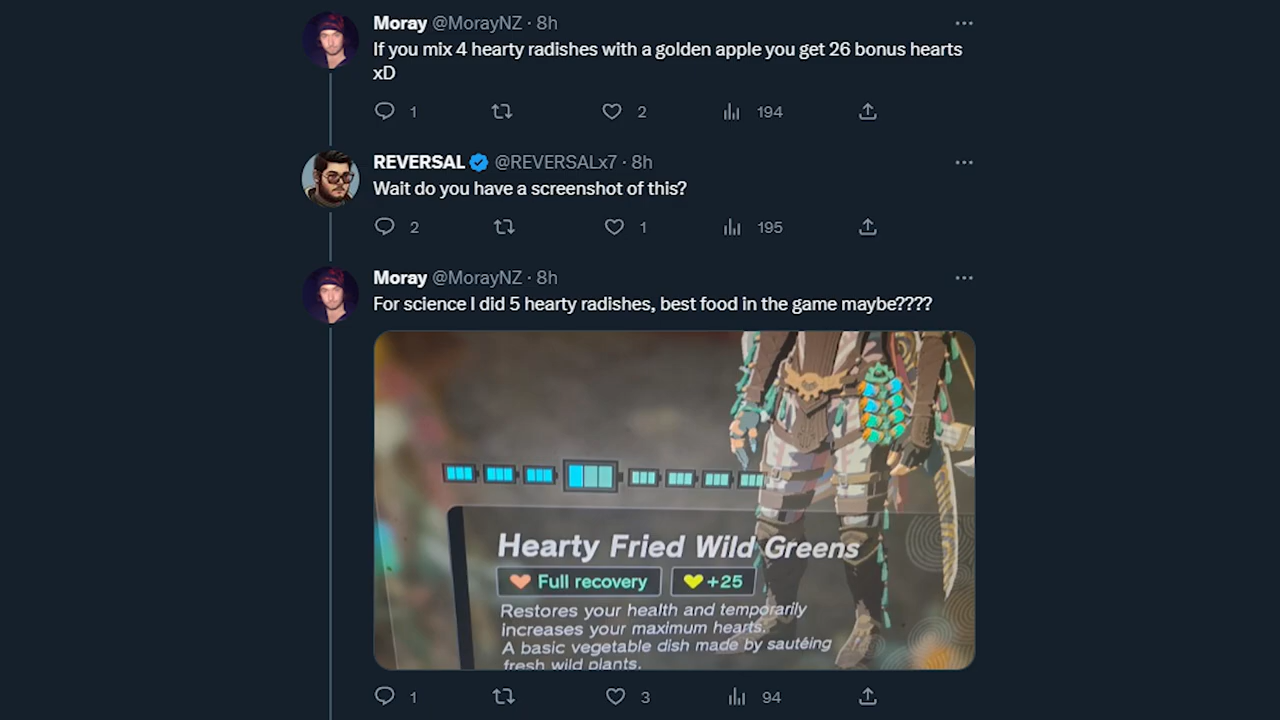 Moray @MorayNZ · 8h
If you mix 4 hearty radishes with a golden apple you get 26 bonus hearts
xD
1 2 194
REVERSAL @REVERSALx7 · 8h
Wait do you have a screenshot of this?
2 1 195
Moray @MorayNZ · 8h
For science I did 5 hearty radishes, best food in the game maybe????
Hearty Fried Wild Greens
Full recovery +25
Restores your health and temporarily
increases your maximum hearts.
A basic vegetable dish made by sautéing
fresh wild plants.
1 3 94